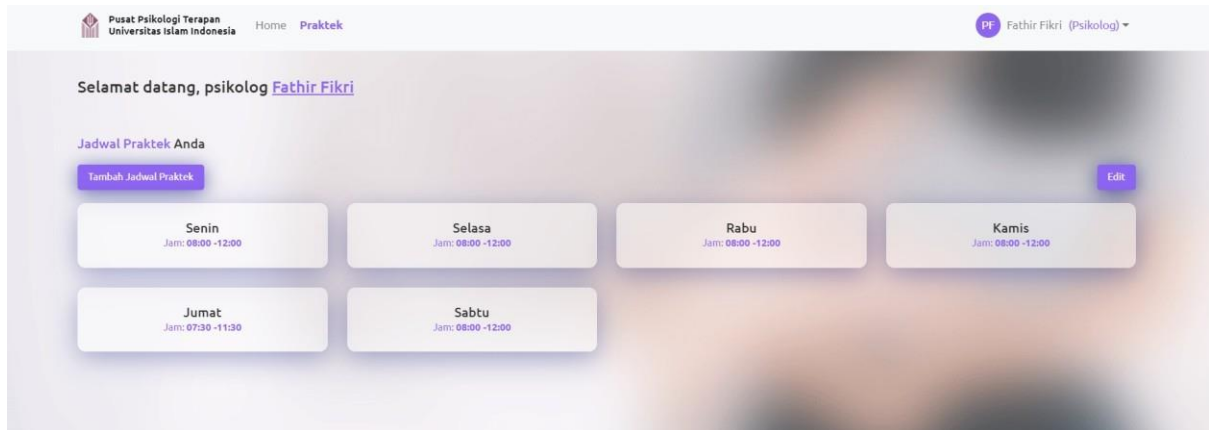 Pusat Psikologi Terapan
Universitas Islam Indonesia
Home Praktek
PF Fathir Fikri (Psikolog)
Selamat datang, psikolog Fathir Fikri
Jadwal Praktek Anda
Tambah Jadwal Praktek
Edit
Senin
Jam: 08:00 -12:00
Selasa
Jam: 08:00 -12:00
Rabu
Jam: 08:00 -12:00
Kamis
Jam: 08:00 -12:00
Jumat
Jam: 07:30 -11:30
Sabtu
Jam: 08:00 -12:00